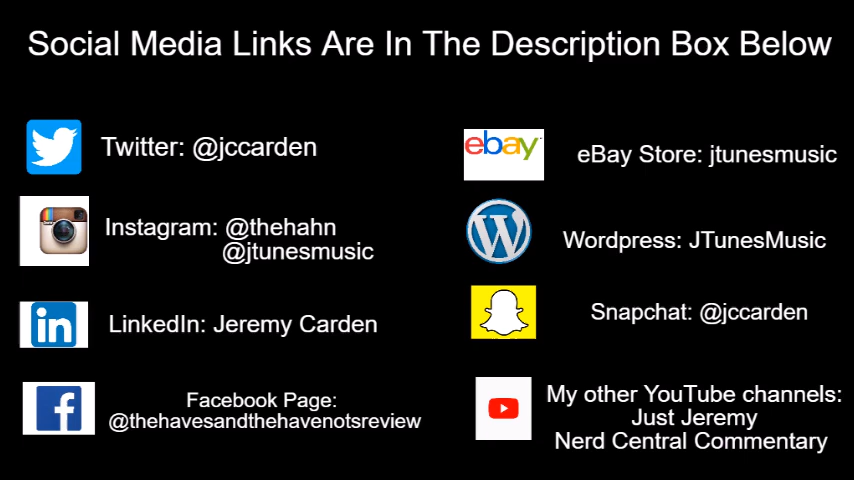 Social Media Links Are In The Description Box Below
Twitter: @jccarden
Instagram: @thehahn
@jtunesmusic
in
LinkedIn: Jeremy Carden
f
Facebook Page:
@thehavesandthehavenotsreview
ebay
eBay Store: jtunesmusic
W
Wordpress: JTunesMusic
Snapchat: @jccarden
My other YouTube channels:
Just Jeremy
Nerd Central Commentary